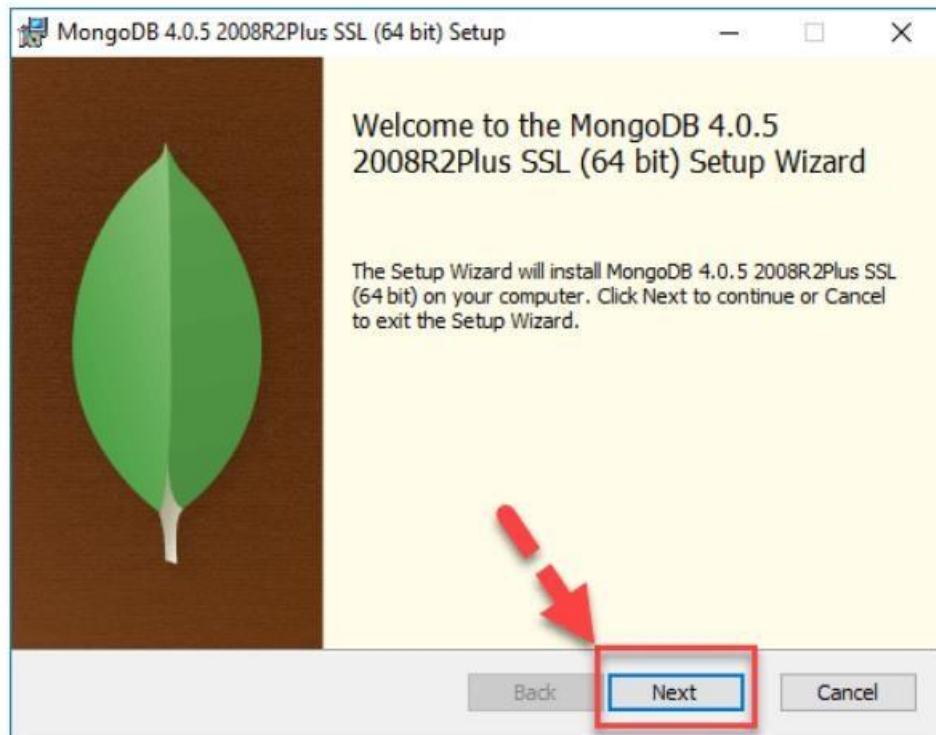 MongoDB 4.0.5 2008R2Plus SSL (64 bit) Setup
Welcome to the MongoDB 4.0.5
2008R2Plus SSL (64 bit) Setup Wizard
The Setup Wizard will install MongoDB 4.0.5 2008R2Plus SSL
(64 bit) on your computer. Click Next to continue or Cancel
to exit the Setup Wizard.
Back Next Cancel